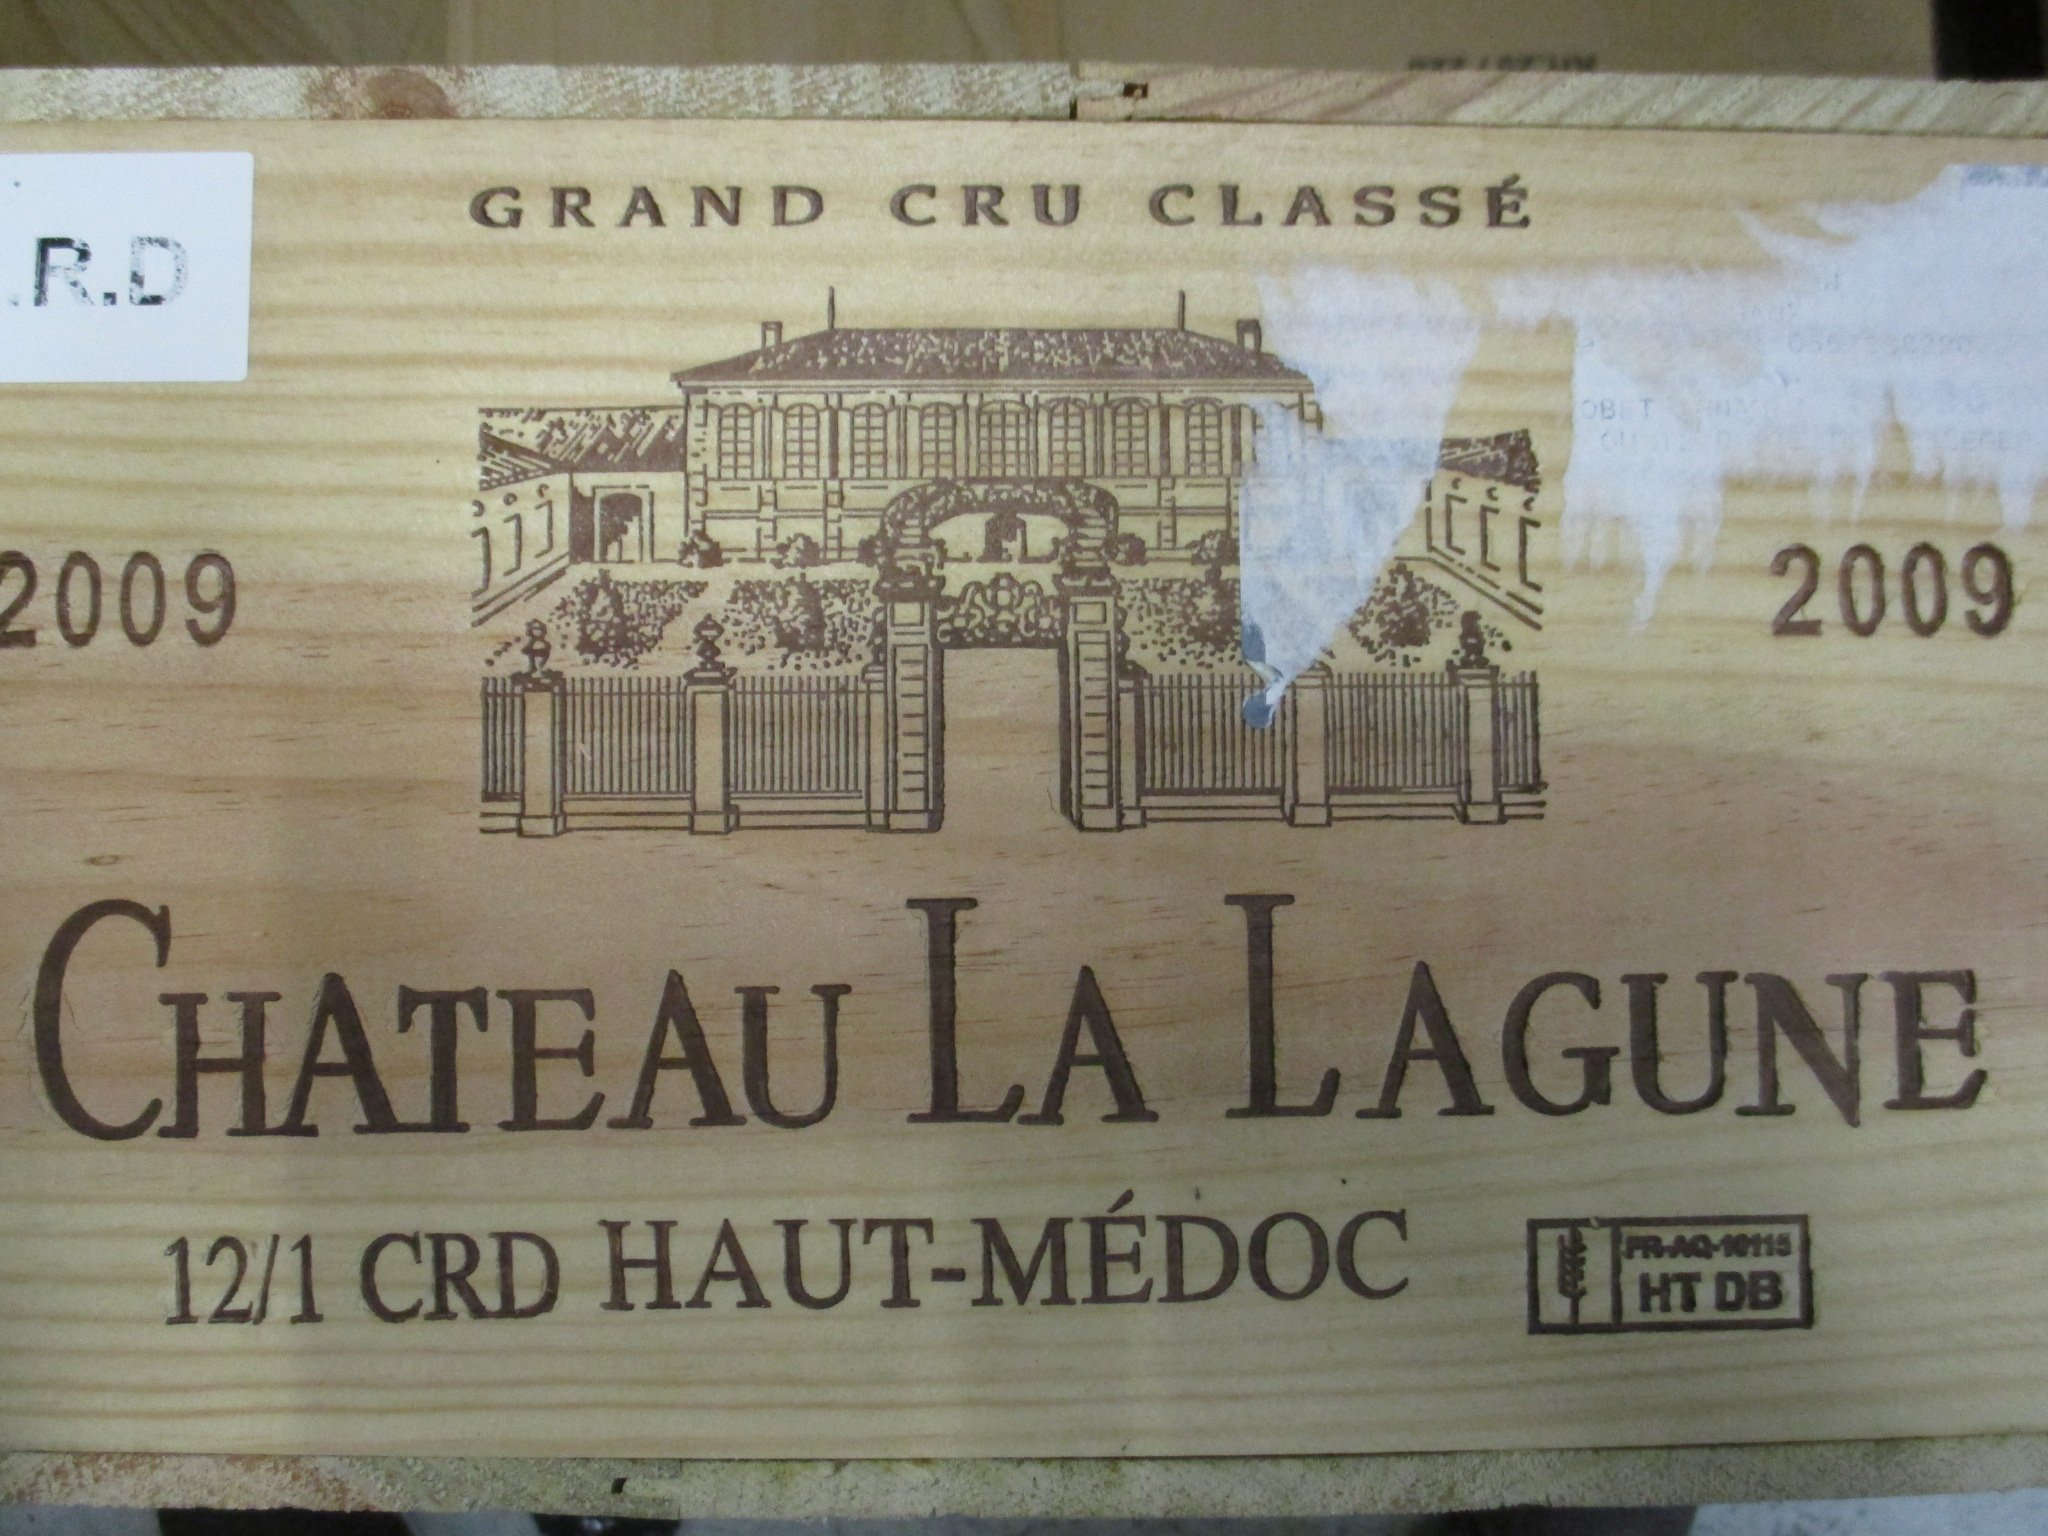 GRAND CRU CLASSÉ
.R.D
2009 2009
CHATEAU LA LAGUNE
12/1 CRD HAUT-MÉDOC
FR-AQ-10115
HT DB